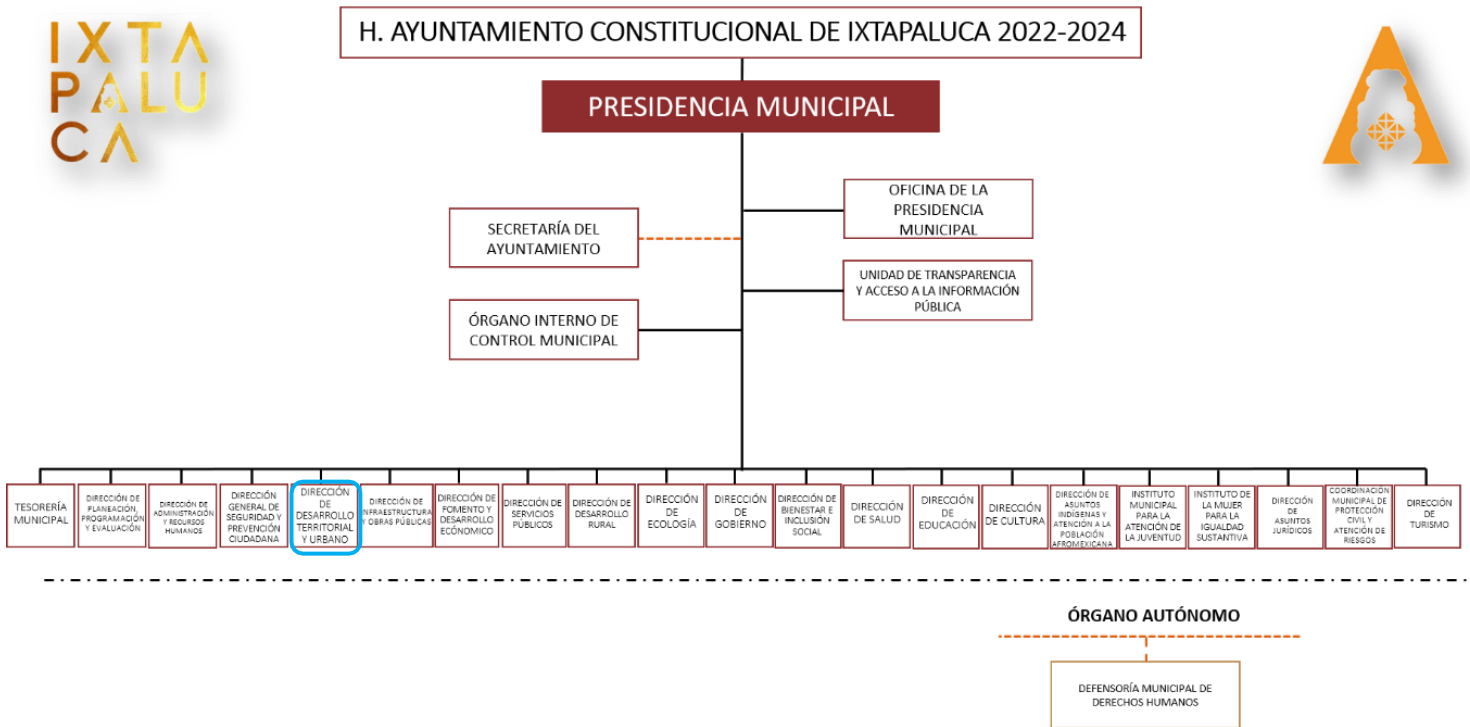 IXTA
PALU
CA
H. AYUNTAMIENTO CONSTITUCIONAL DE IXTAPALUCA 2022-2024
PRESIDENCIA MUNICIPAL
OFICINA DE LA
PRESIDENCIA
MUNICIPAL
SECRETARÍA DEL
AYUNTAMIENTO
UNIDAD DE TRANSPARENCIA
Y ACCESO A LA INFORMACIÓN
PÚBLICA
ÓRGANO INTERNO DE
CONTROL MUNICIPAL
TESORERÍA
MUNICIPAL
DIRECCIÓN DE
PLANEACIÓN,
PROGRAMACIÓN
Y EVALUACIÓN
DIRECCIÓN DE
ADMINISTRACIÓN
Y RECURSOS
HUMANOS
DIRECCIÓN
GENERAL DE
SEGURIDAD Y
PREVENCIÓN
CIUDADANA
DIRECCIÓN
DE
DESARROLLO
TERRITORIAL
Y URBANO
DIRECCIÓN DE
INFRAESTRUCTURA
Y OBRAS PÚBLICAS
DIRECCIÓN DE
FOMENTO Y
DESARROLLO
ECÓNOMICO
DIRECCIÓN DE
SERVICIOS
PÚBLICOS
DIRECCIÓN DE
DESARROLLO
RURAL
DIRECCIÓN
DE
ECOLOGÍA
DIRECCIÓN
DE
GOBIERNO
DIRECCIÓN DE
BIENESTAR E
INCLUSIÓN
SOCIAL
DIRECCIÓN
DE SALUD
DIRECCIÓN
DE
EDUCACIÓN
DIRECCIÓN
DE CULTURA
DIRECCIÓN DE
ASUNTOS
INDÍGENAS Y
ATENCIÓN A LA
POBLACIÓN
AFROMEXICANA
INSTITUTO
MUNICIPAL
PARA LA
ATENCIÓN DE
LA JUVENTUD
INSTITUTO DE
LA MUJER
PARA LA
IGUALDAD
SUSTANTIVA
DIRECCIÓN
DE
ASUNTOS
JURÍDICOS
COORDINACIÓN
MUNICIPAL DE
PROTECCIÓN
CIVIL Y
ATENCIÓN DE
RIESGOS
DIRECCIÓN
DE
TURISMO
ÓRGANO AUTÓNOMO
DEFENSORÍA MUNICIPAL DE
DERECHOS HUMANOS